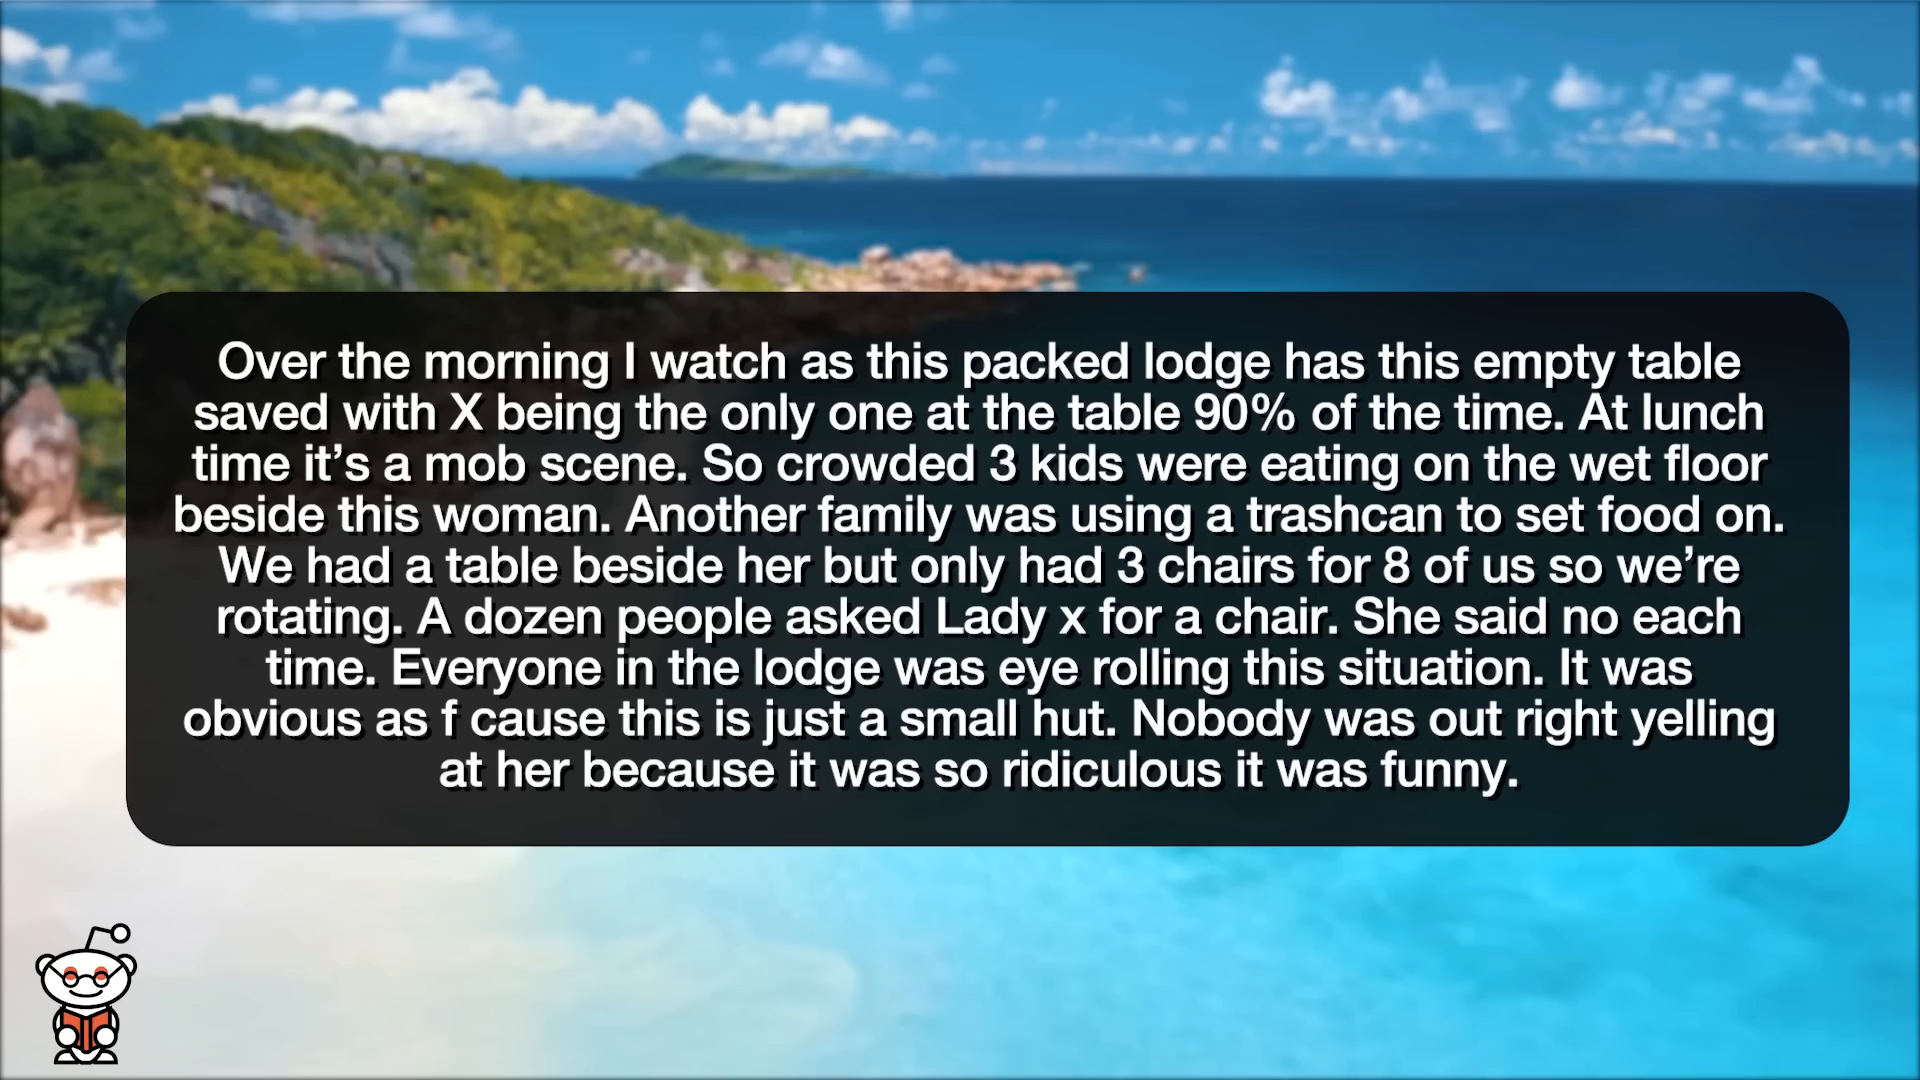 Over the morning I watch as this packed lodge has this empty table
saved with X being the only one at the table 90% of the time. At lunch
time it’s a mob scene. So crowded 3 kids were eating on the wet floor
beside this woman. Another family was using a trashcan to set food on.
We had a table beside her but only had 3 chairs for 8 of us so we’re
rotating. A dozen people asked Lady x for a chair. She said no each
time. Everyone in the lodge was eye rolling this situation. It was
obvious as f cause this is just a small hut. Nobody was out right yelling
at her because it was so ridiculous it was funny.